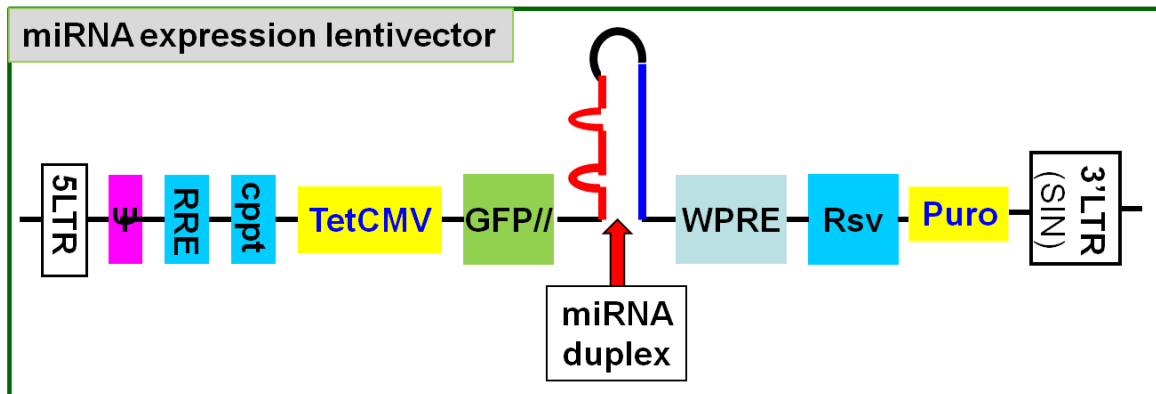 miRNA expression lentivector
5LTR
Ψ
RRE
cppt
TetCMV
GFP//
WPRE
Rsv
Puro
3'LTR
(SIN)
miRNA
duplex